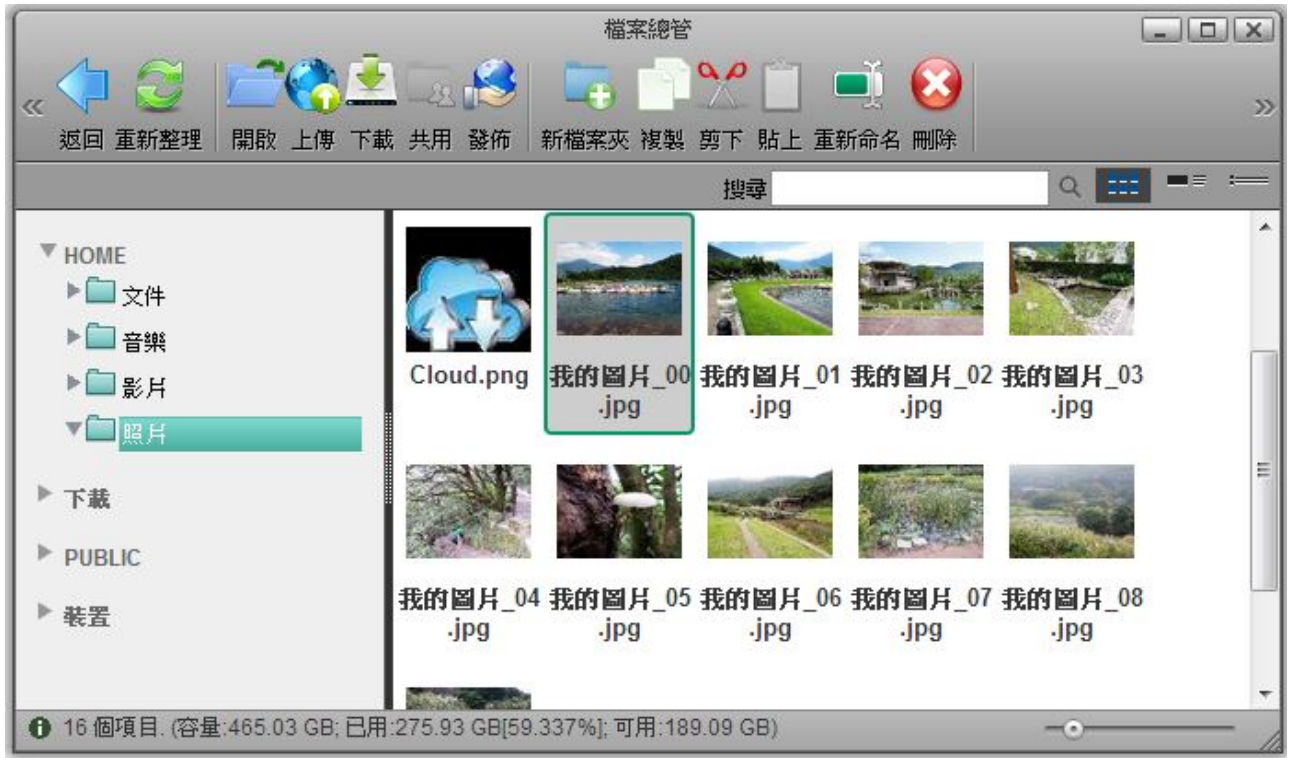 檔案總管
返回 重新整理 開啟 上傳 下載 共用 發佈 新檔案夾 複製 剪下 貼上 重新命名 刪除
搜尋
HOME
文件
音樂
影片
照片
下載
PUBLIC
裝置
Cloud.png
我的圖片_00
.jpg
我的圖片_01
.jpg
我的圖片_02
.jpg
我的圖片_03
.jpg
我的圖片_04
.jpg
我的圖片_05
.jpg
我的圖片_06
.jpg
我的圖片_07
.jpg
我的圖片_08
.jpg
16 個項目. (容量:465.03 GB; 已用:275.93 GB[59.337%]; 可用:189.09 GB)